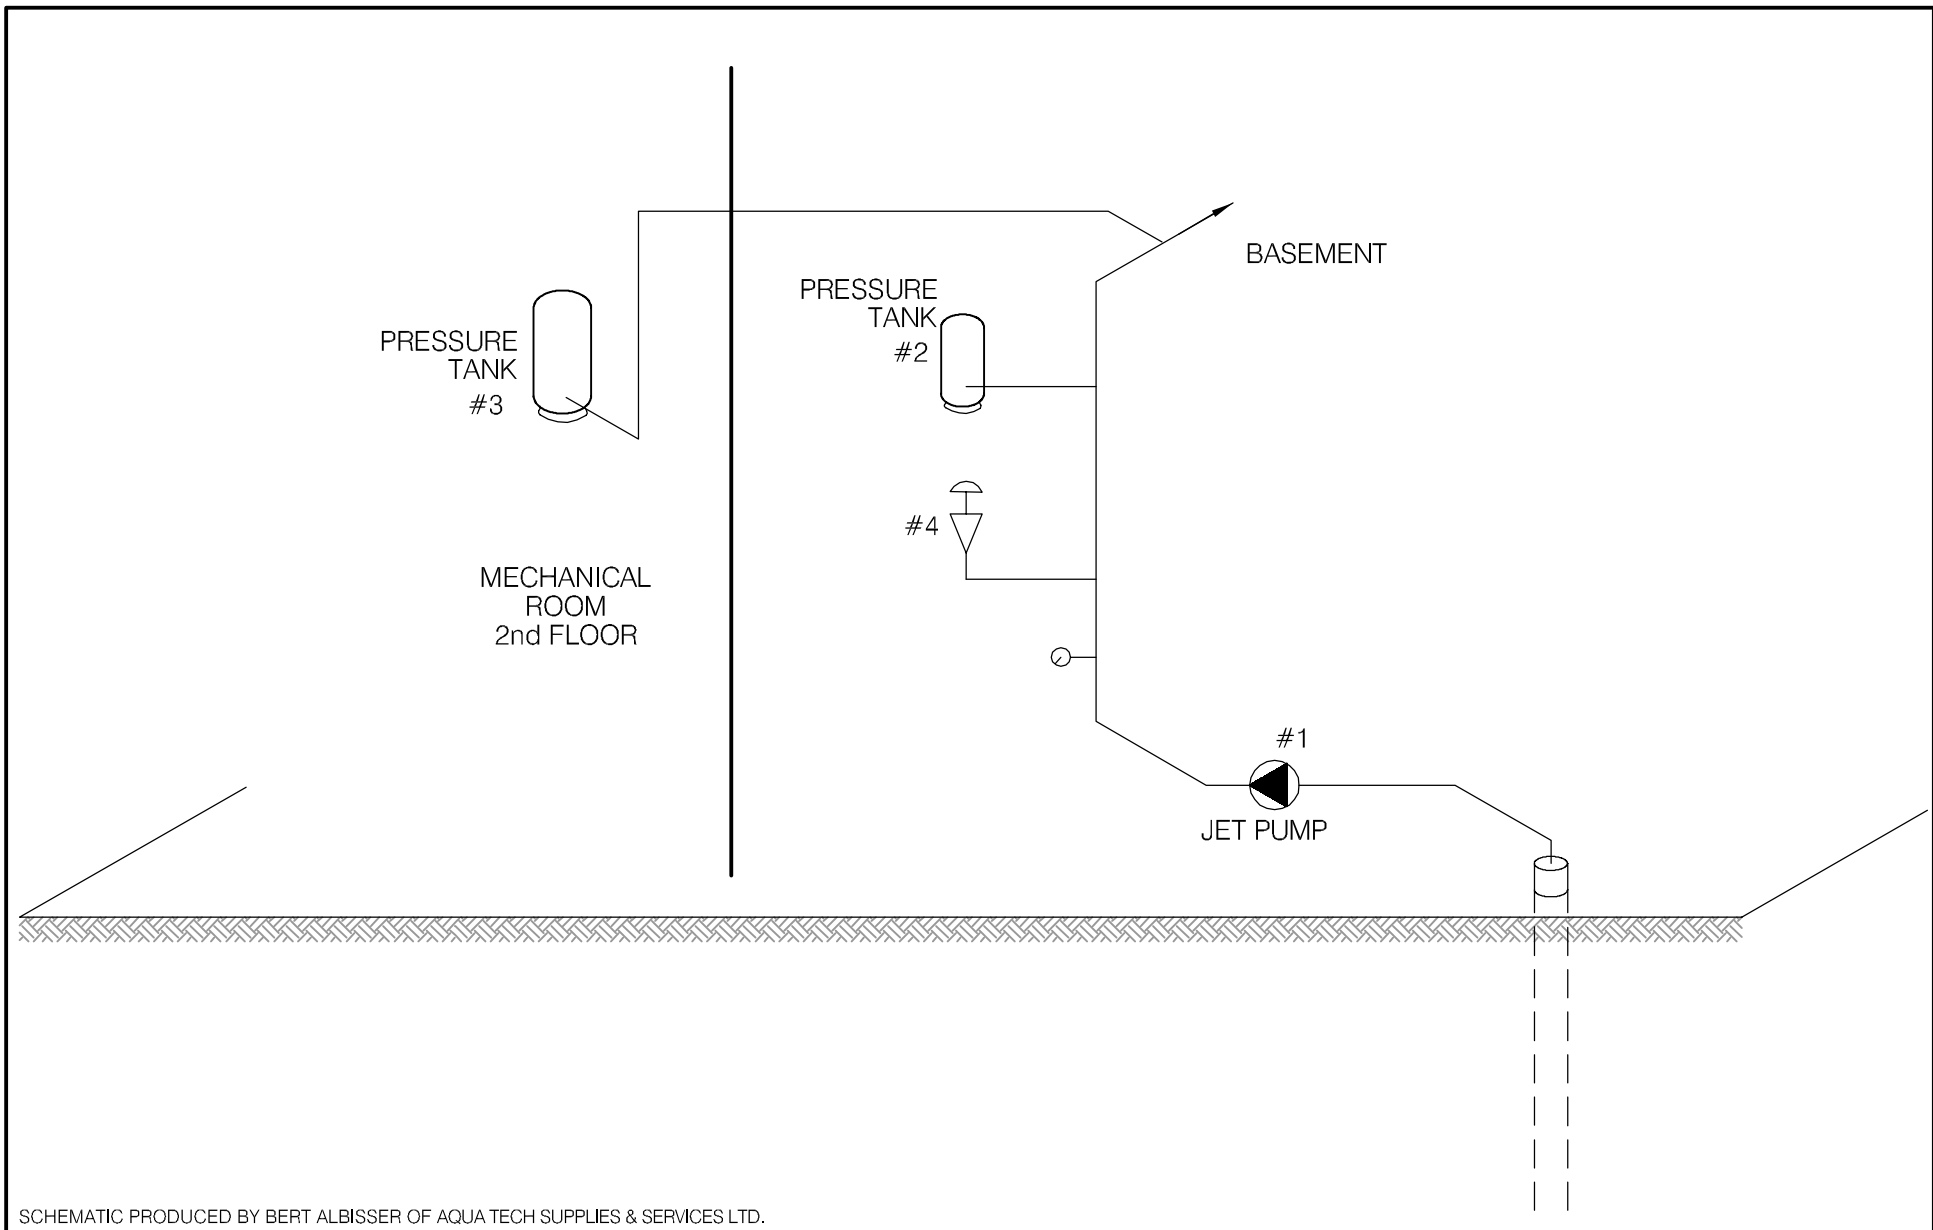 BASEMENT
PRESSURE
TANK
#2
PRESSURE
TANK
#3
#4
MECHANICAL
ROOM
2nd FLOOR
#1
JET PUMP
SCHEMATIC PRODUCED BY BERT ALBISSER OF AQUA TECH SUPPLIES & SERVICES LTD.